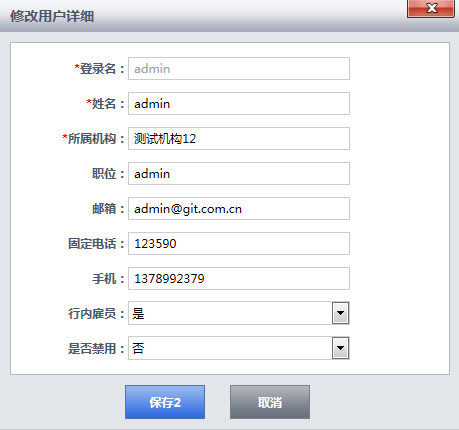 修改用户详细
*登录名： admin
*姓名： admin
*所属机构： 测试机构12
职位： admin
邮箱： admin@git.com.cn
固定电话： 123590
手机： 1378992379
行内雇员： 是
是否禁用： 否
保存2 取消